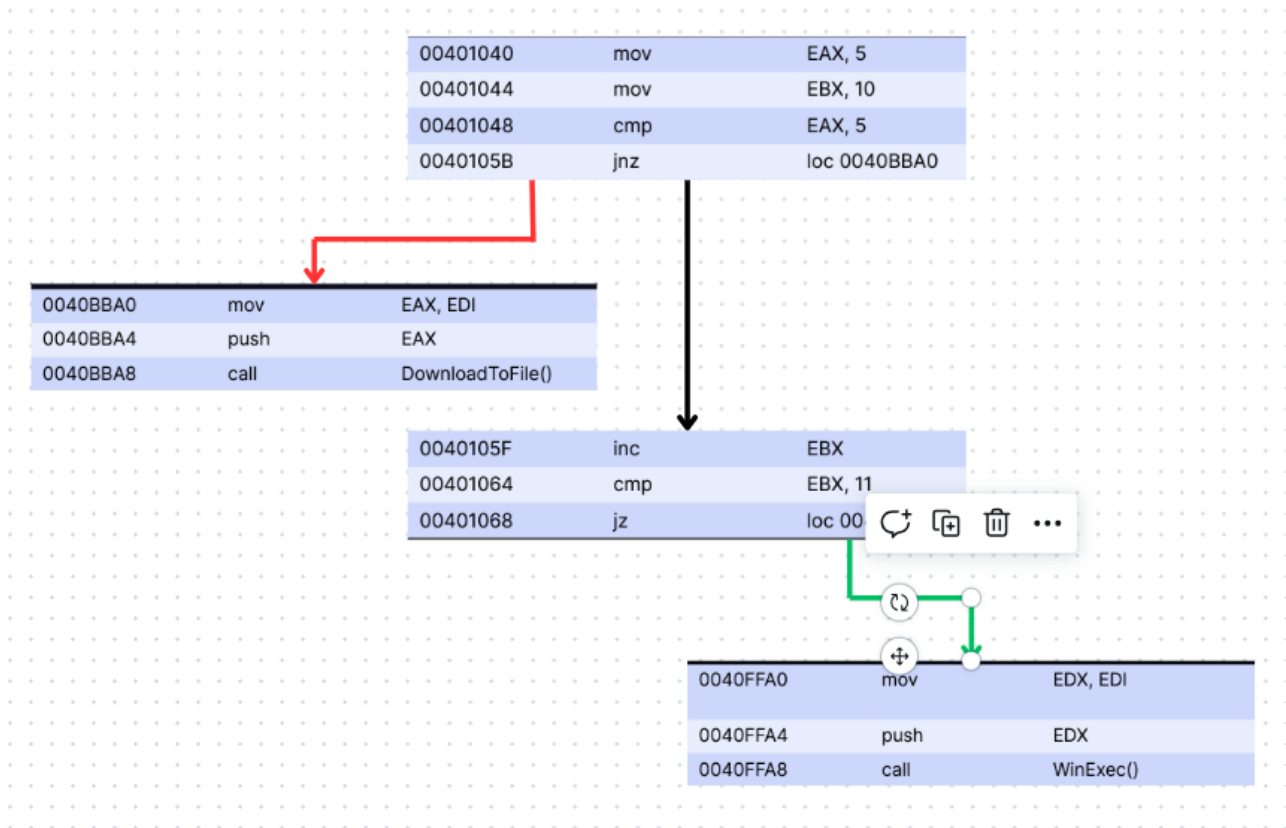 00401040 mov EAX, 5
00401044 mov EBX, 10
00401048 cmp EAX, 5
0040105B jnz loc 0040BBA0
0040BBA0 mov EAX, EDI
0040BBA4 push EAX
0040BBA8 call DownloadToFile()
0040105F inc EBX
00401064 cmp EBX, 11
00401068 jz loc 00
0040FFA0 mov EDX, EDI
0040FFA4 push EDX
0040FFA8 call WinExec()